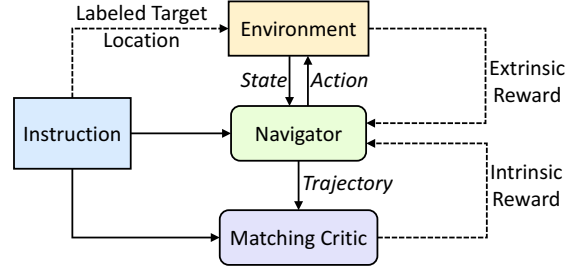 Labeled Target
Location
Environment
State
Action
Extrinsic
Reward
Instruction
Navigator
Trajectory
Intrinsic
Reward
Matching Critic